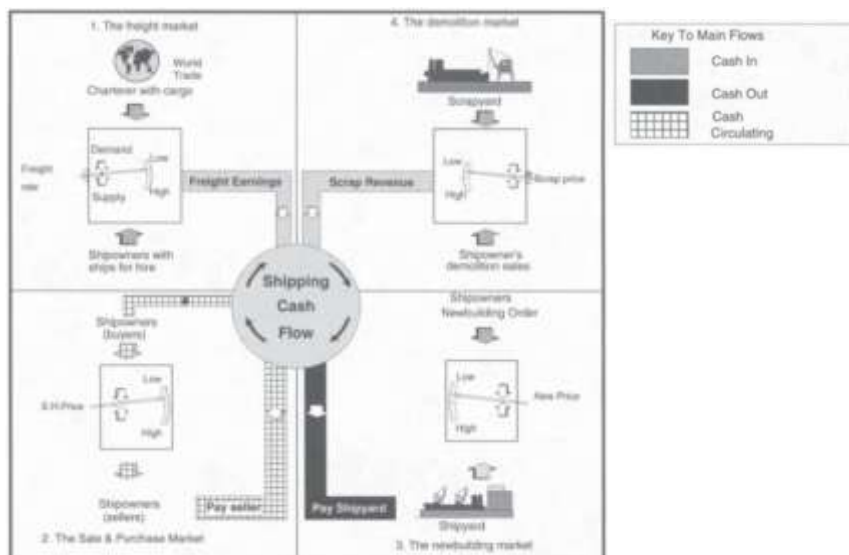 1. The freight market
World
Trade
Charterer with cargo
Demand
Low
Freight
rate
High
Supply
Freight Earnings
Shipowners with
ships for hire
4. The demolition market
Scrapyard
Low
High
Scrap Revenue
Scrap price
Shipowner's
demolition sales
Key To Main Flows
Cash In
Cash Out
Cash
Circulating
Shipping
Cash
Flow
Shipowners
(buyers)
Low
S.H.Price
High
Shipowners
(sellers)
Pay seller
2. The Sale & Purchase Market
Shipowners
Newbuilding Order
Low
New Price
High
Pay Shipyard
Shipyard
3. The newbuilding market